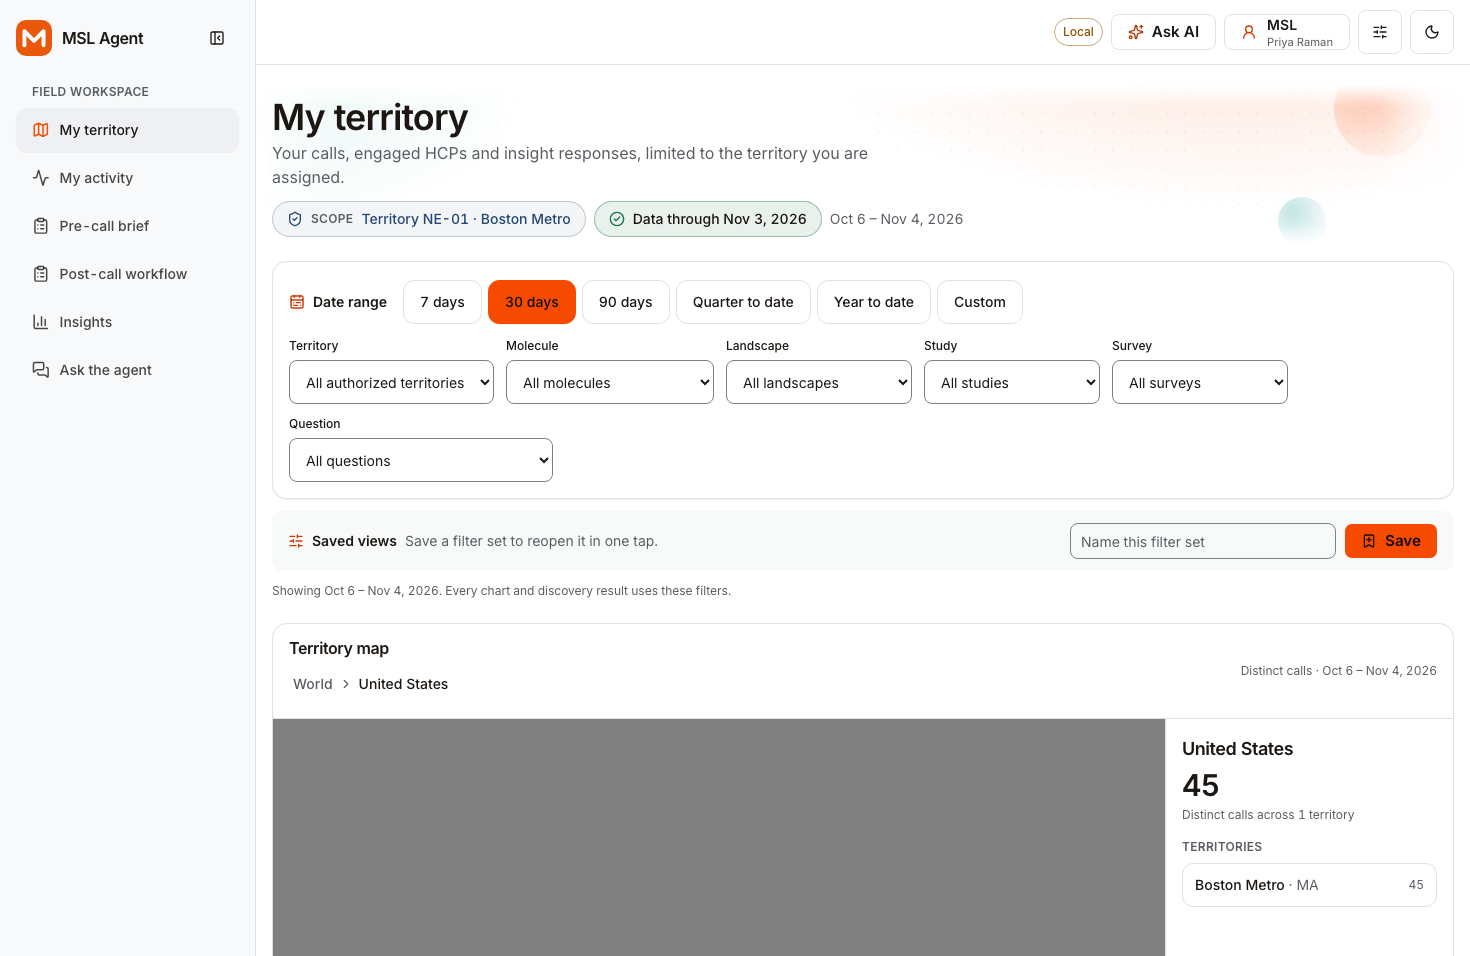 MSL Agent
FIELD WORKSPACE
My territory
My activity
Pre-call brief
Post-call workflow
Insights
Ask the agent
Local
Ask AI
MSL
Priya Raman
My territory
Your calls, engaged HCPs and insight responses, limited to the territory you are
assigned.
SCOPE Territory NE-01 · Boston Metro
Data through Nov 3, 2026
Oct 6 – Nov 4, 2026
Date range
7 days
30 days
90 days
Quarter to date
Year to date
Custom
Territory
Molecule
Landscape
Study
Survey
All authorized territories
All molecules
All landscapes
All studies
All surveys
Question
All questions
Saved views
Save a filter set to reopen it in one tap.
Name this filter set
Save
Showing Oct 6 – Nov 4, 2026. Every chart and discovery result uses these filters.
Territory map
World
United States
Distinct calls · Oct 6 – Nov 4, 2026
United States
45
Distinct calls across 1 territory
TERRITORIES
Boston Metro · MA
45